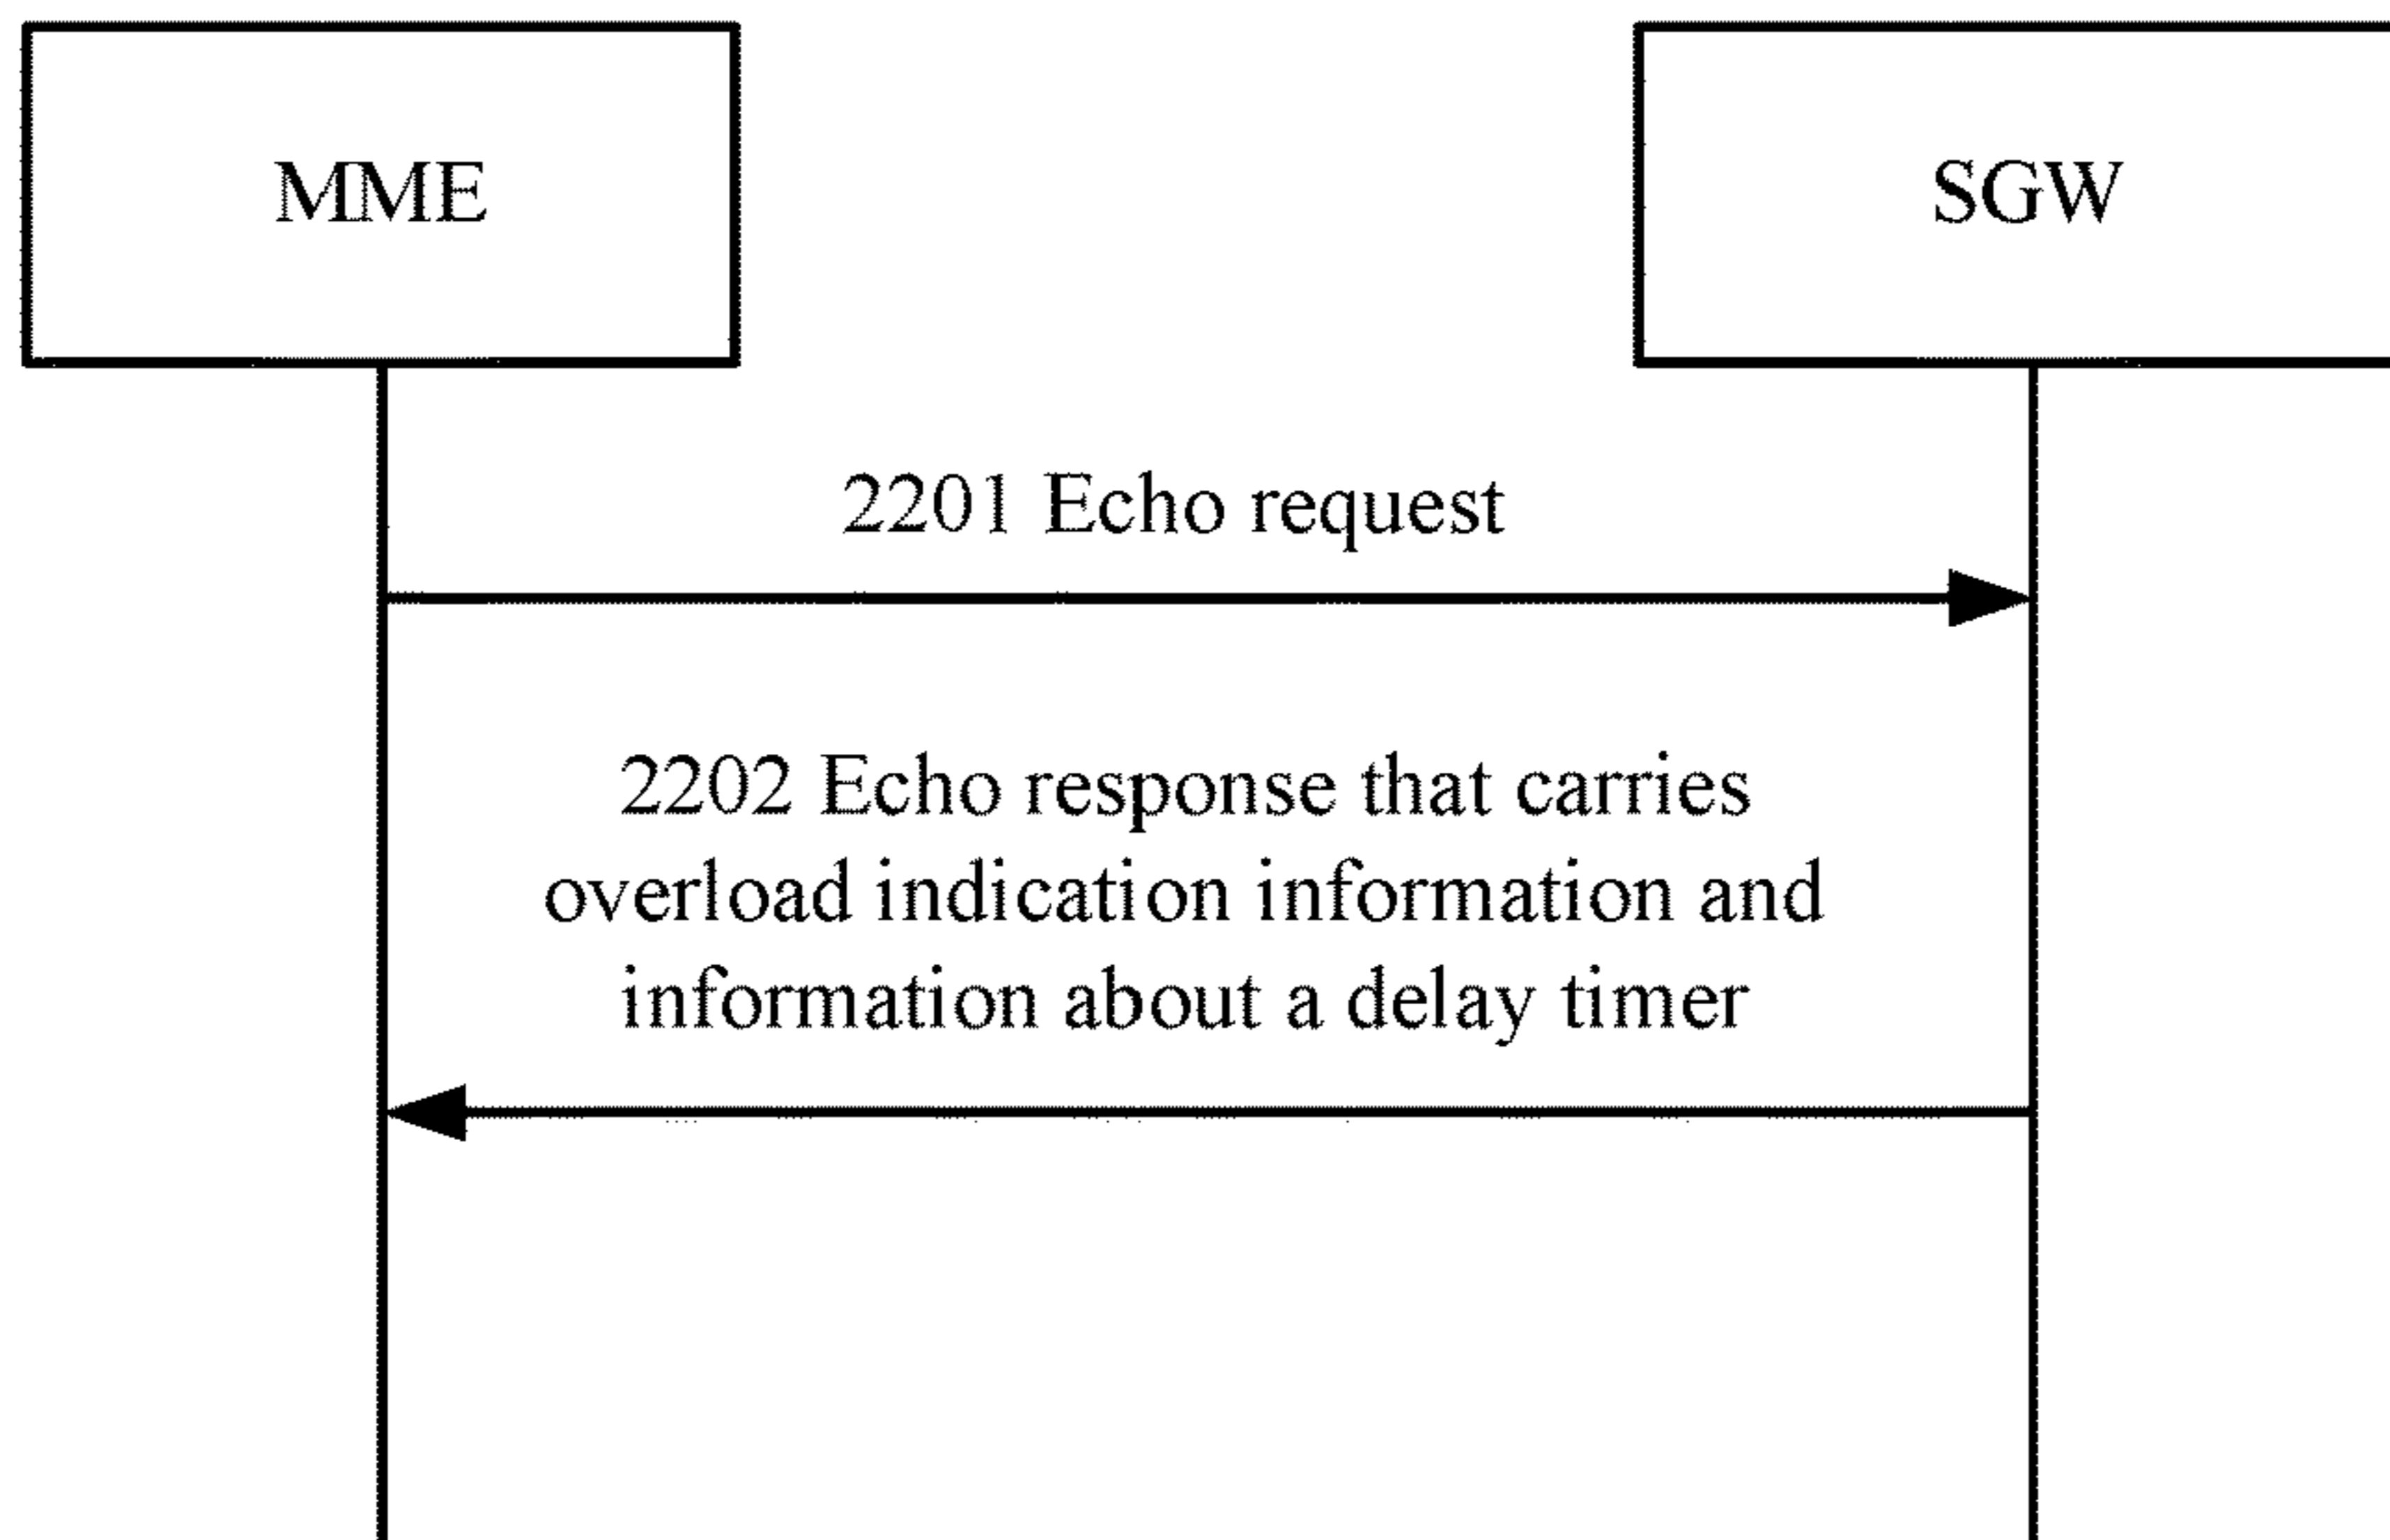 MME
SGW
2201 Echo request
2202 Echo response that carries
overload indication information and
information about a delay timer